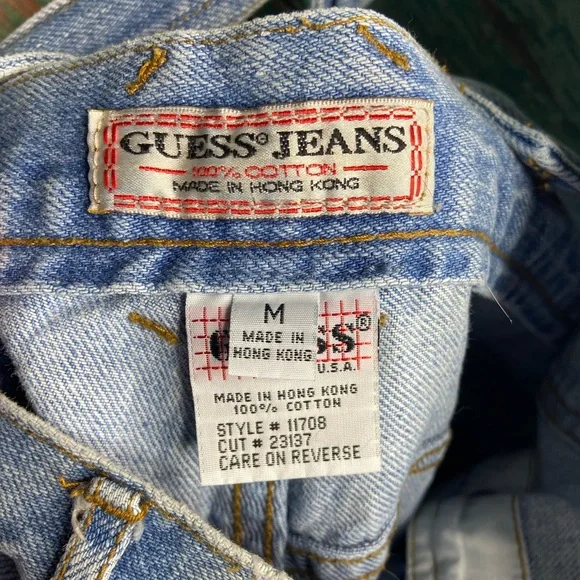 GUESS® JEANS
100% COTTON
MADE IN HONG KONG
M
MADE IN
HONG KONG
G SS®
U.S.A.
MADE IN HONG KONG
100% COTTON
STYLE # 11708
CUT # 23137
CARE ON REVERSE